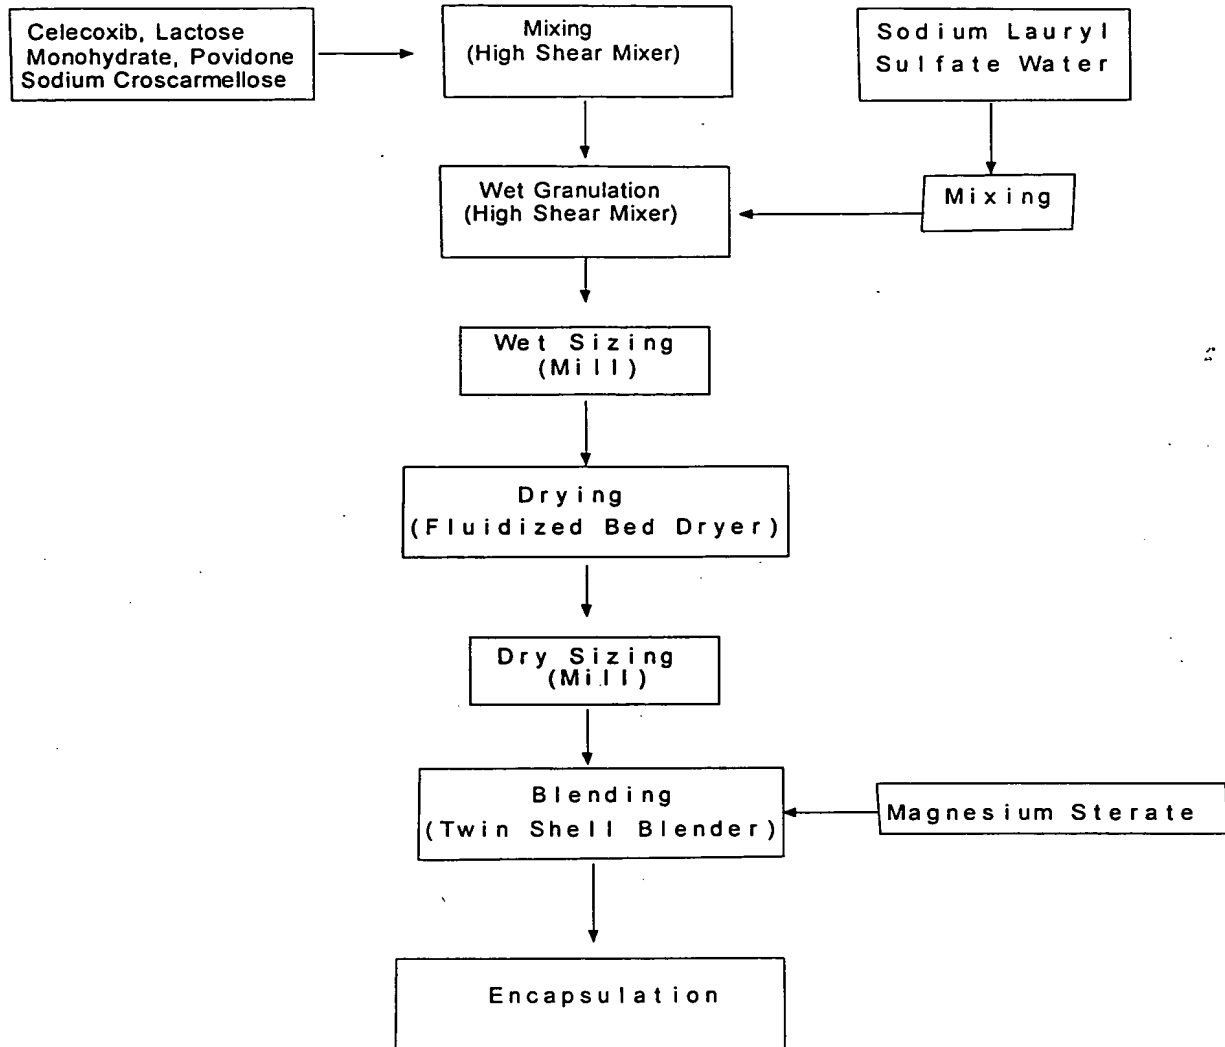 Celecoxib, Lactose
Monohydrate, Povidone
Sodium Croscarmellose
Mixing
(High Shear Mixer)
Sodium Lauryl
Sulfate Water
Wet Granulation
(High Shear Mixer)
Mixing
Wet Sizing
(Mill)
Drying
(Fluidized Bed Dryer)
Dry Sizing
(Mill)
Blending
(Twin Shell Blender)
Magnesium Sterate
Encapsulation